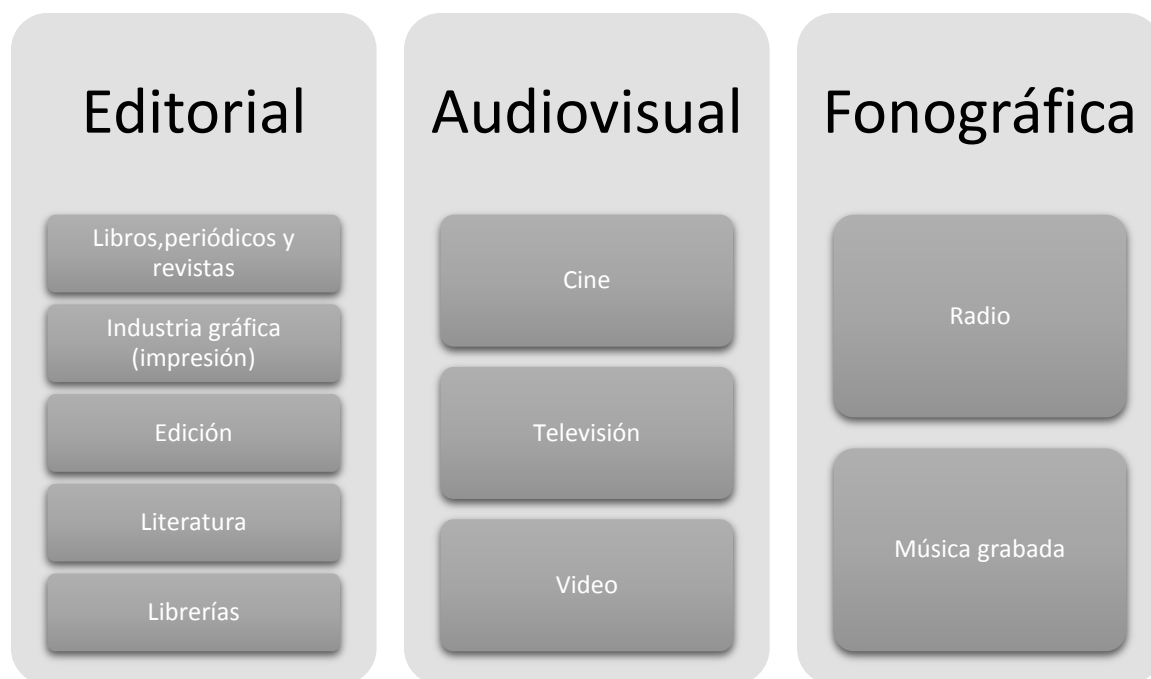 Editorial
Libros,periódicos y
revistas
Industria gráfica
(impresión)
Edición
Literatura
Librerías
Audiovisual
Cine
Televisión
Video
Fonográfica
Radio
Música grabada